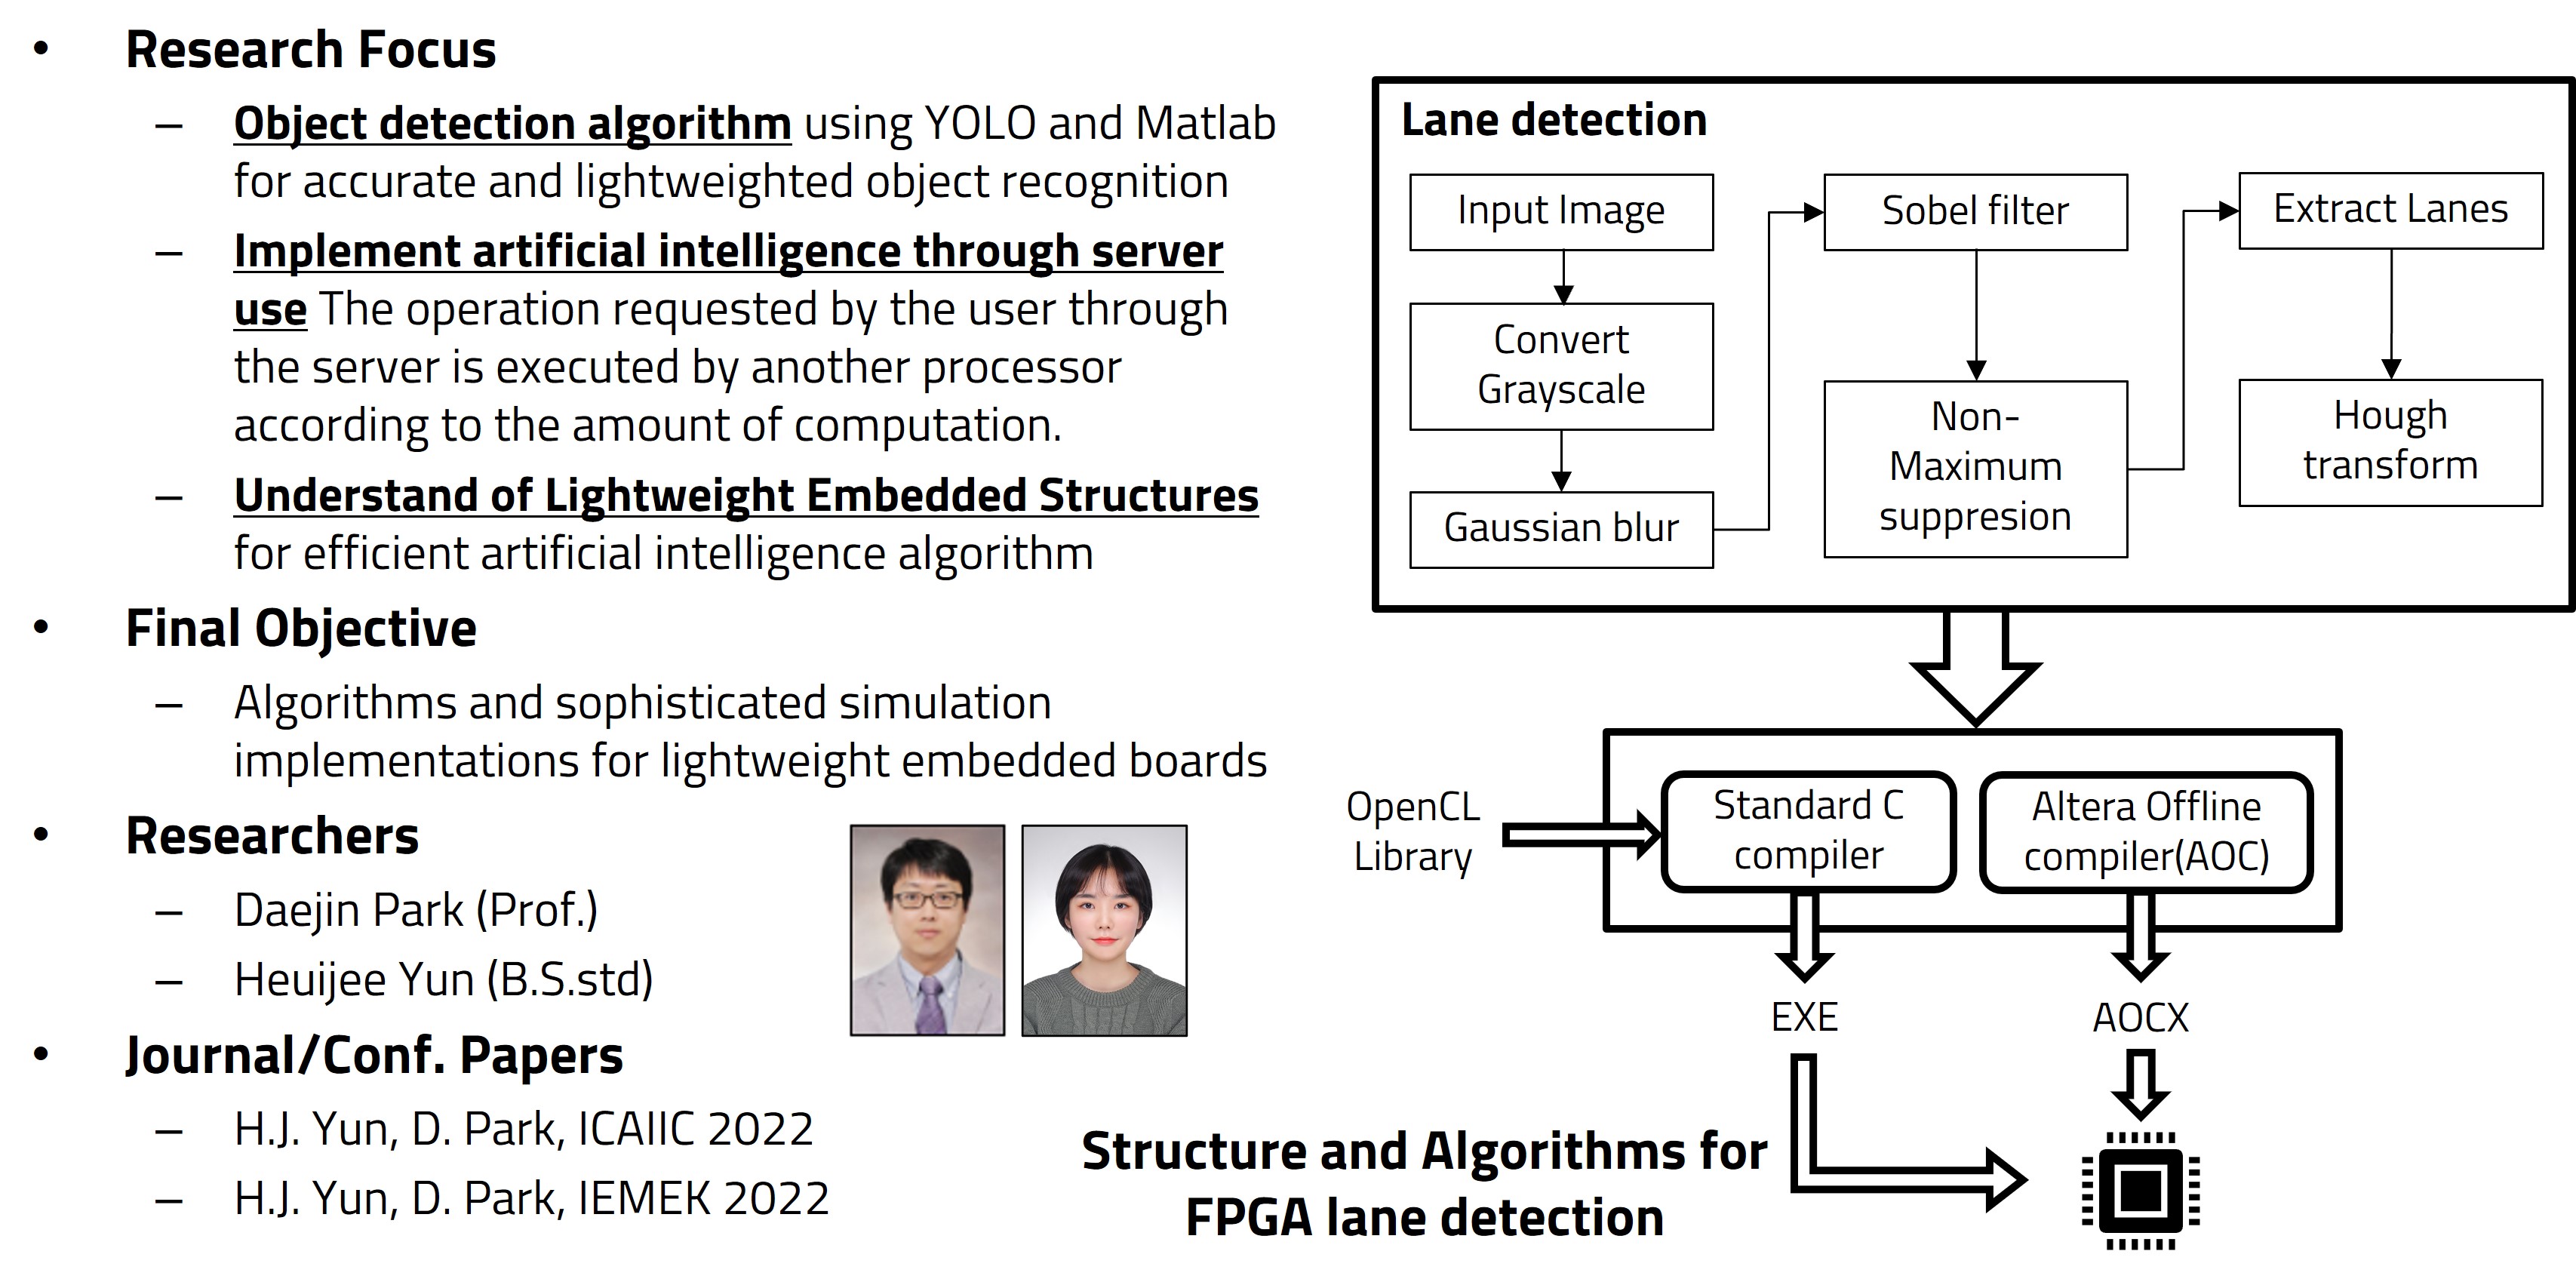 • Research Focus
– Object detection algorithm using YOLO and Matlab
for accurate and lightweighted object recognition
– Implement artificial intelligence through server
use The operation requested by the user through
the server is executed by another processor
according to the amount of computation.
– Understand of Lightweight Embedded Structures
for efficient artificial intelligence algorithm
• Final Objective
– Algorithms and sophisticated simulation
implementations for lightweight embedded boards
• Researchers
– Daejin Park (Prof.)
– Heuijee Yun (B.S.std)
• Journal/Conf. Papers
– H.J. Yun, D. Park, ICAIIC 2022
– H.J. Yun, D. Park, IEMEK 2022
Lane detection
Input Image
Convert
Grayscale
Gaussian blur
Sobel filter
Non-
Maximum
suppresion
Extract Lanes
Hough
transform
OpenCL
Library
Standard C
compiler
Altera Offline
compiler(AOC)
EXE
AOCX
Structure and Algorithms for
FPGA lane detection